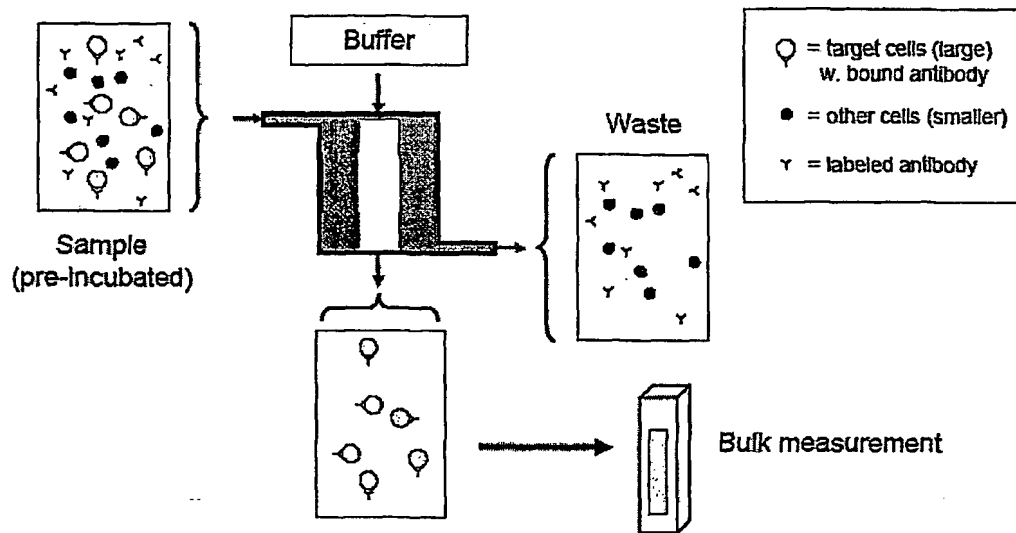 Buffer
= target cells (large)
w. bound antibody
= other cells (smaller)
= labeled antibody
Waste
Sample
(pre-incubated)
Bulk measurement